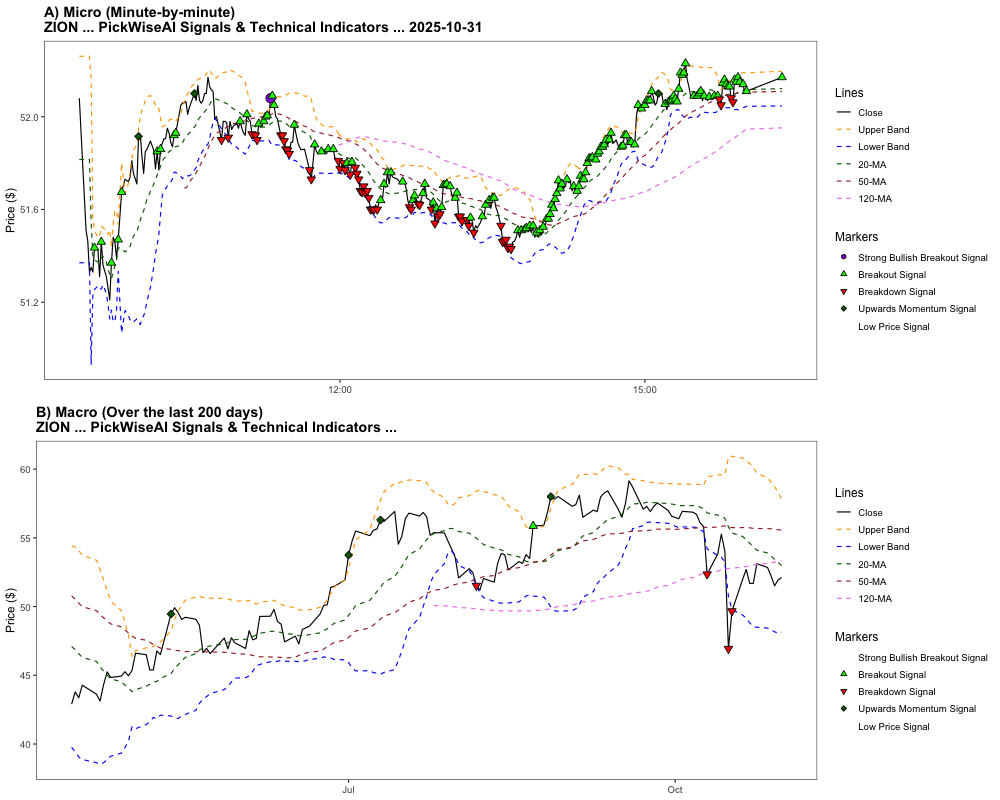 A) Micro (Minute-by-minute)
ZION ... PickWiseAI Signals & Technical Indicators ... 2025-10-31
Price ($)
52.0
51.6
51.2
12:00
15:00
Lines
Close
Upper Band
Lower Band
20-MA
50-MA
120-MA
Markers
Strong Bullish Breakout Signal
Breakout Signal
Breakdown Signal
Upwards Momentum Signal
Low Price Signal
B) Macro (Over the last 200 days)
ZION ... PickWiseAI Signals & Technical Indicators ...
Price ($)
60
55
50
45
40
Jul
Oct
Lines
Close
Upper Band
Lower Band
20-MA
50-MA
120-MA
Markers
Strong Bullish Breakout Signal
Breakout Signal
Breakdown Signal
Upwards Momentum Signal
Low Price Signal